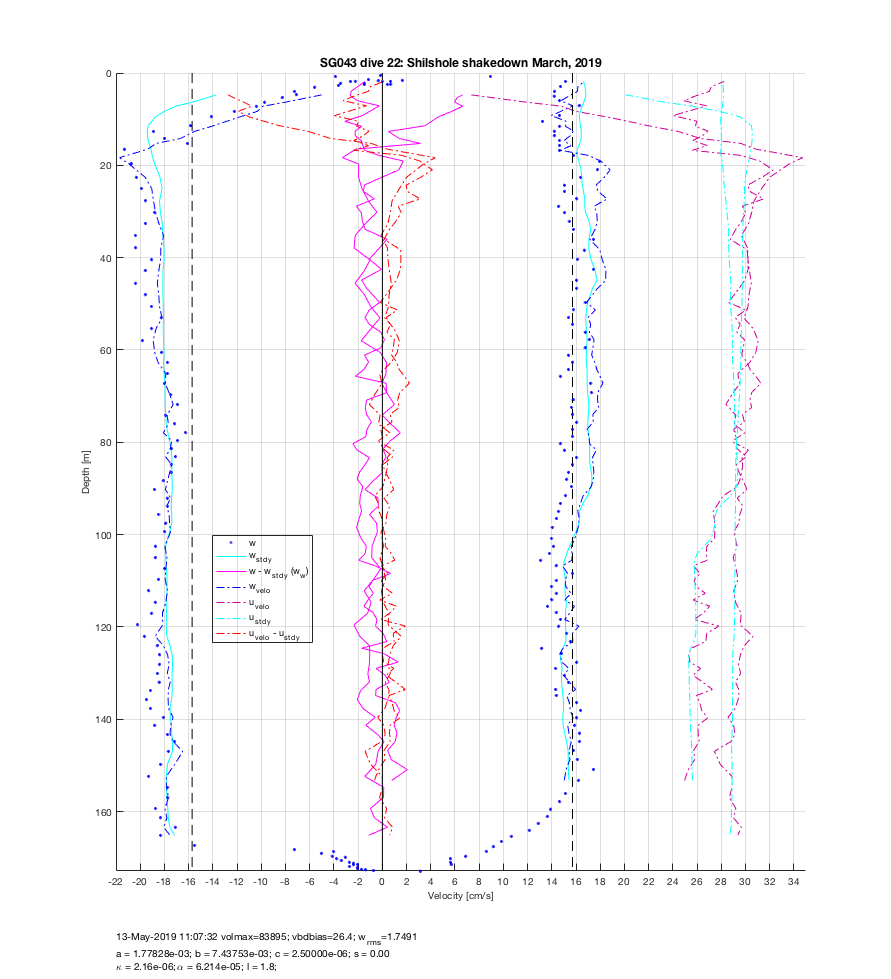 SG043 dive 22: Shilshole shakedown March, 2019
0
20
40
60
80
100
120
140
160
Depth [m]
w
w_stdy
w - w_stdy (w_w)
w_velo
u_velo
u_stdy
u_velo - u_stdy
-22 -20 -18 -16 -14 -12 -10 -8 -6 -4 -2 0 2 4 6 8 10 12 14 16 18 20 22 24 26 28 30 32 34
Velocity [cm/s]
13-May-2019 11:07:32 volmax=83895; vbdbias=26.4; w_rms=1.7491
a = 1.77828e-03; b = 7.43753e-03; c = 2.50000e-06; s = 0.00
κ = 2.16e-06; α = 6.214e-05; l = 1.8;